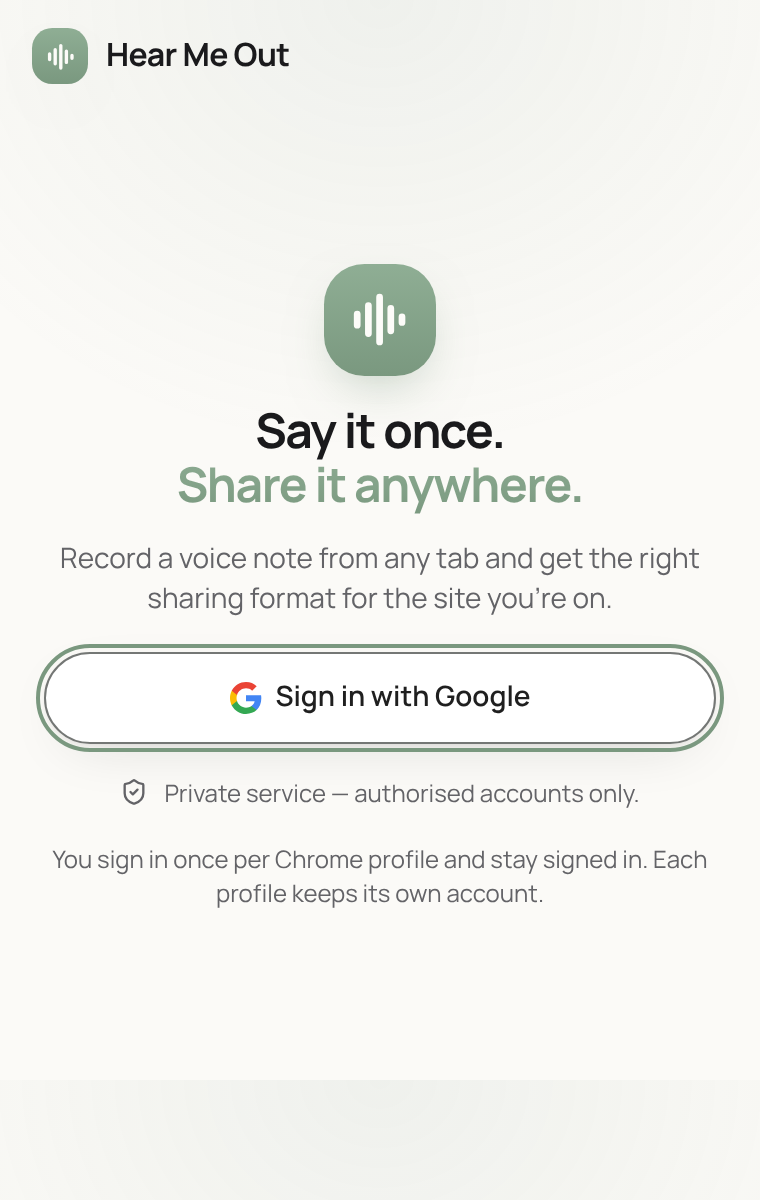 Hear Me Out
Say it once.
Share it anywhere.
Record a voice note from any tab and get the right
sharing format for the site you’re on.
Sign in with Google
Private service — authorised accounts only.
You sign in once per Chrome profile and stay signed in. Each
profile keeps its own account.